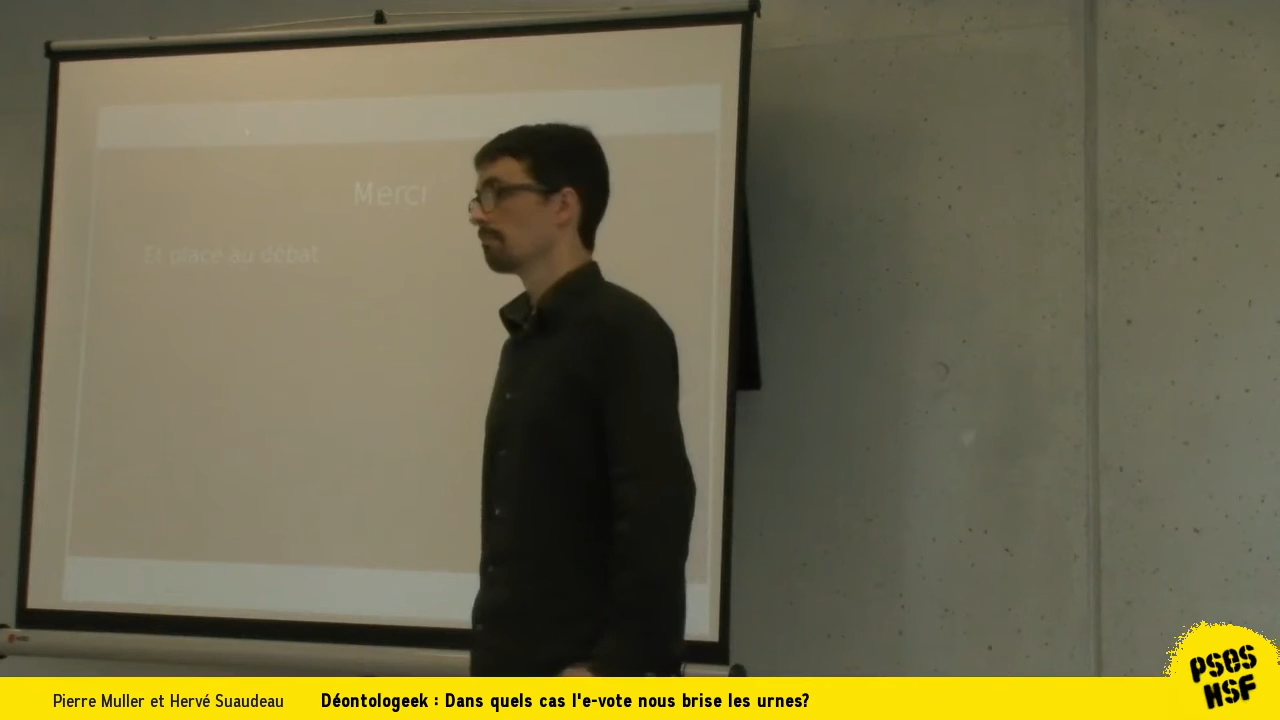 Merci
Et place au débat
Pierre Muller et Hervé Suaudeau
Déontologeek : Dans quels cas l'e-vote nous brise les urnes?
PSES
HSF